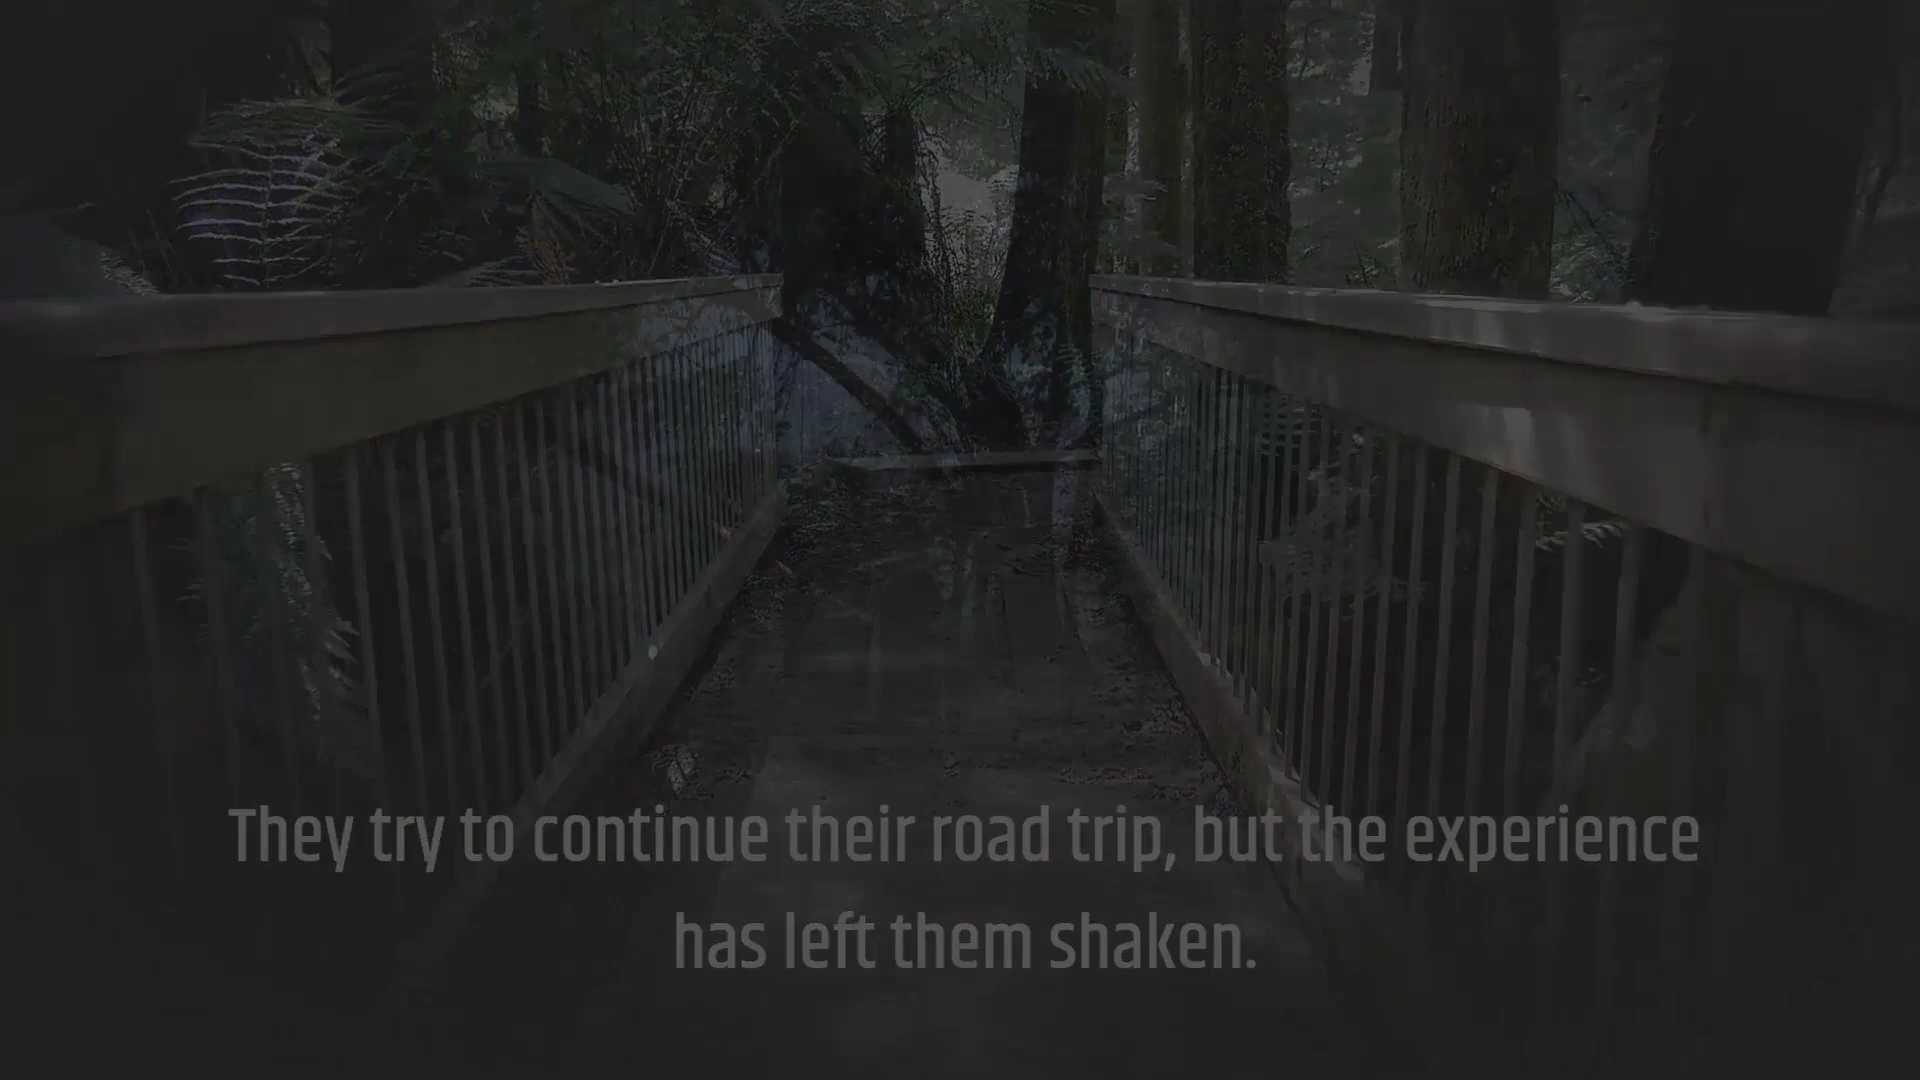 They try to continue their road trip, but the experience
has left them shaken.